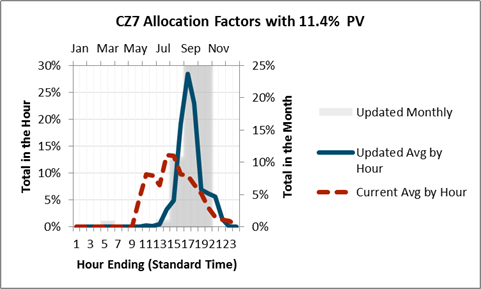 CZ7 Allocation Factors with 11.4% PV
Jan Mar May Jul Sep Nov
30%
25%
20%
15%
10%
5%
0%
25%
20%
15%
10%
5%
0%
Total in the Hour
Total in the Month
1 3 5 7 9 11 13 15 17 19 21 23
Hour Ending (Standard Time)
Updated Monthly
Updated Avg by
Hour
Current Avg by Hour